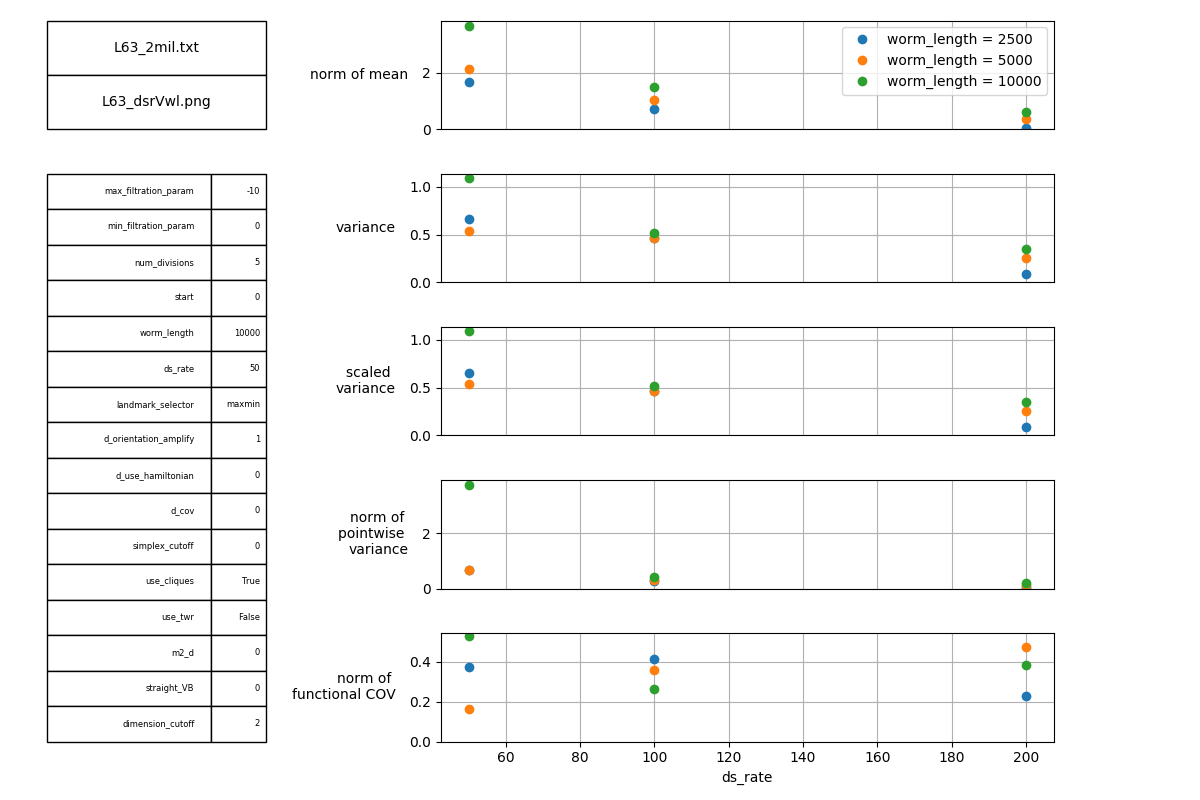 L63_2mil.txt
L63_dsrVwl.png
max_filtration_param -10
min_filtration_param 0
num_divisions 5
start 0
worm_length 10000
ds_rate 50
landmark_selector maxmin
d_orientation_amplify 1
d_use_hamiltonian 0
d_cov 0
simplex_cutoff 0
use_cliques True
use_twr False
m2_d 0
straight_VB 0
dimension_cutoff 2
norm of mean
2
0
worm_length = 2500
worm_length = 5000
worm_length = 10000
variance
1.0
0.5
0.0
scaled
variance
1.0
0.5
0.0
norm of
pointwise
variance
2
0
norm of
functional COV
0.4
0.2
0.0
60 80 100 120 140 160 180 200
ds_rate